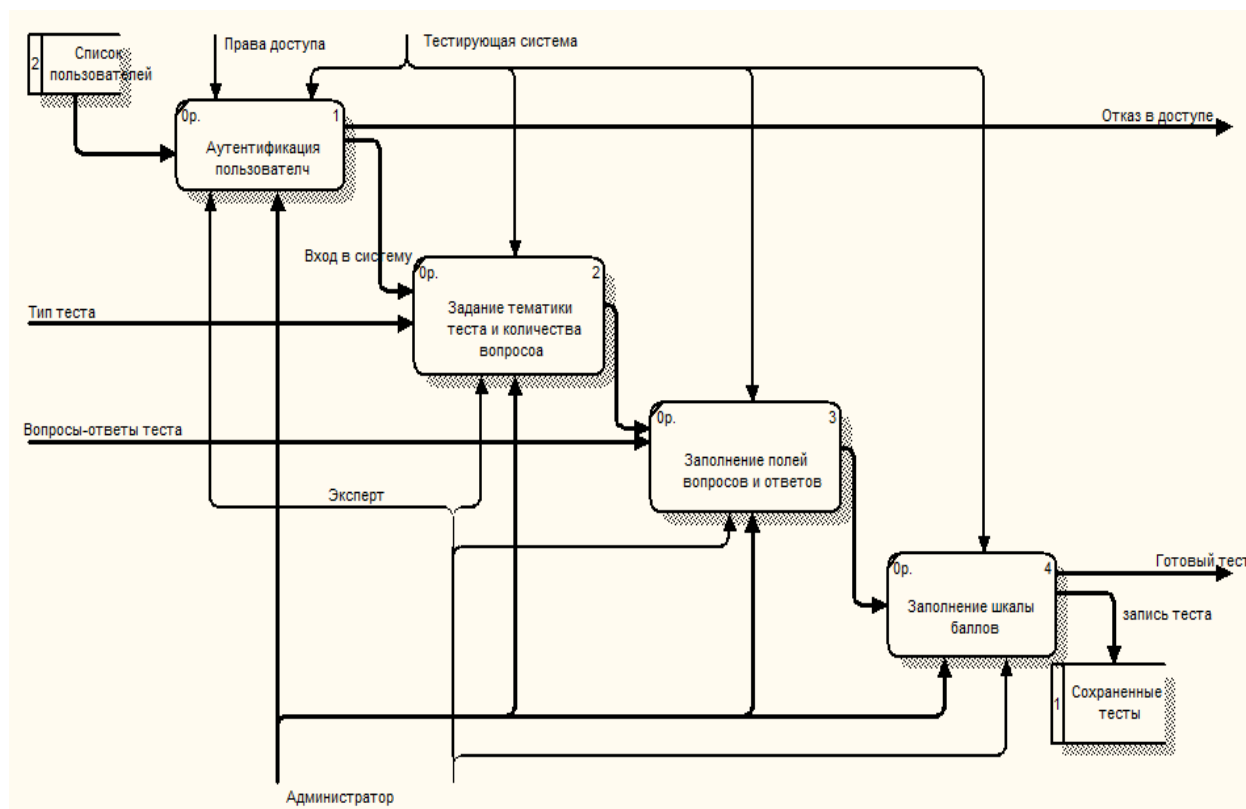 Список
пользователей
2
Права доступа
Тестирующая система
0р.
1
Аутентификация
пользователч
Отказ в доступе
Вход в систему
0р.
2
Задание тематики
теста и количества
вопросоа
Тип теста
0р.
3
Заполнение полей
вопросов и ответов
Вопросы-ответы теста
Эксперт
0р.
4
Заполнение шкалы
баллов
Готовый тест
запись теста
1
Сохраненные
тесты
Администратор